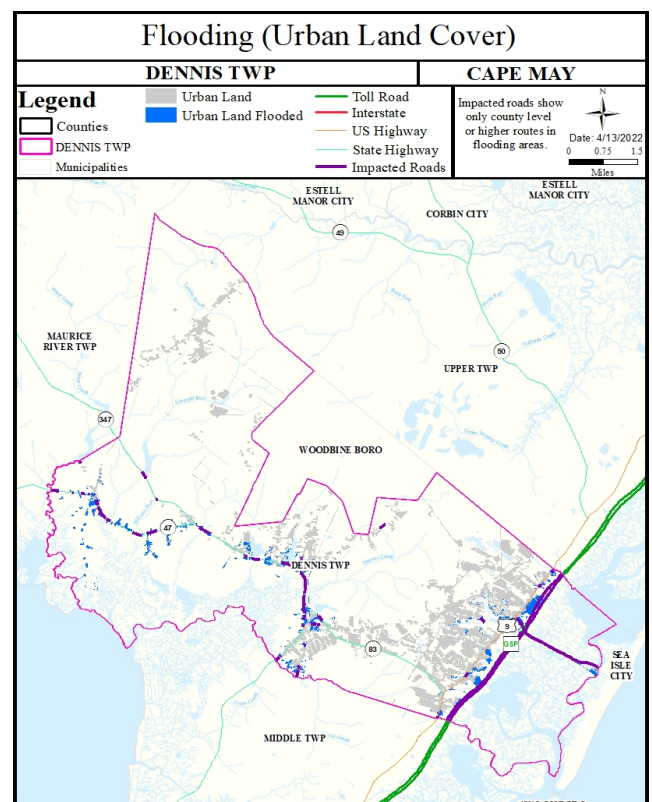 Flooding (Urban Land Cover)
DENNIS TWP
CAPE MAY
Legend
Counties
DENNIS TWP
Municipalities
Urban Land
Urban Land Flooded
Toll Road
Interstate
US Highway
State Highway
Impacted Roads
Impacted roads show
only county level
or higher routes in
flooding areas.
N
Date: 4/13/2022
0 0.75 1.5
Miles
ESTELL
MANOR CITY
ESTELL
MANOR CITY
CORBIN CITY
49
MAURICE
RIVER TWP
50
UPPER TWP
347
WOODBINE BORO
47
DENNIS TWP
Dennis Creek
9
GSP
83
SEA
ISLE
CITY
MIDDLE TWP